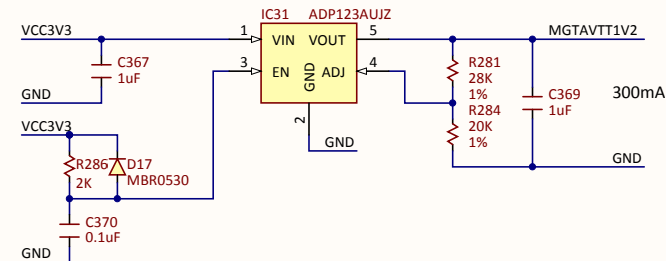 IC31 ADP123AUJZ
VCC3V3 1 VIN VOUT 5 MGTAVTT1V2
C367
1uF
3 EN GND ADJ 4
R281
28K
1%
C369
1uF
300mA
GND
2
GND
R284
20K
1%
GND
VCC3V3
R286
2K
D17
MBR0530
C370
0.1uF
GND